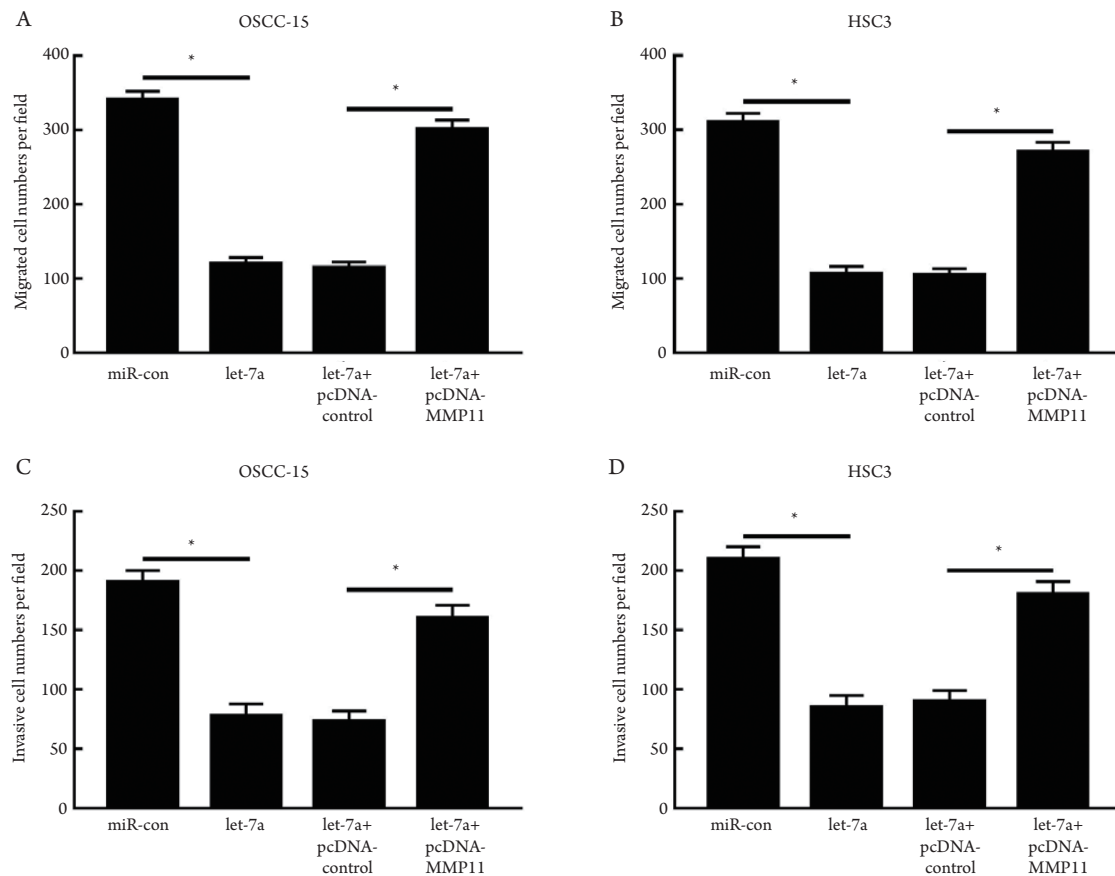 A
OSCC-15
Migrated cell numbers per field
400
300
200
100
0
*
*
miR-con
let-7a
let-7a+
pcDNA-
control
let-7a+
pcDNA-
MMP11
B
HSC3
Migrated cell numbers per field
400
300
200
100
0
*
*
miR-con
let-7a
let-7a+
pcDNA-
control
let-7a+
pcDNA-
MMP11
C
OSCC-15
Invasive cell numbers per field
250
200
150
100
50
0
*
*
miR-con
let-7a
let-7a+
pcDNA-
control
let-7a+
pcDNA-
MMP11
D
HSC3
Invasive cell numbers per field
250
200
150
100
50
0
*
*
miR-con
let-7a
let-7a+
pcDNA-
control
let-7a+
pcDNA-
MMP11